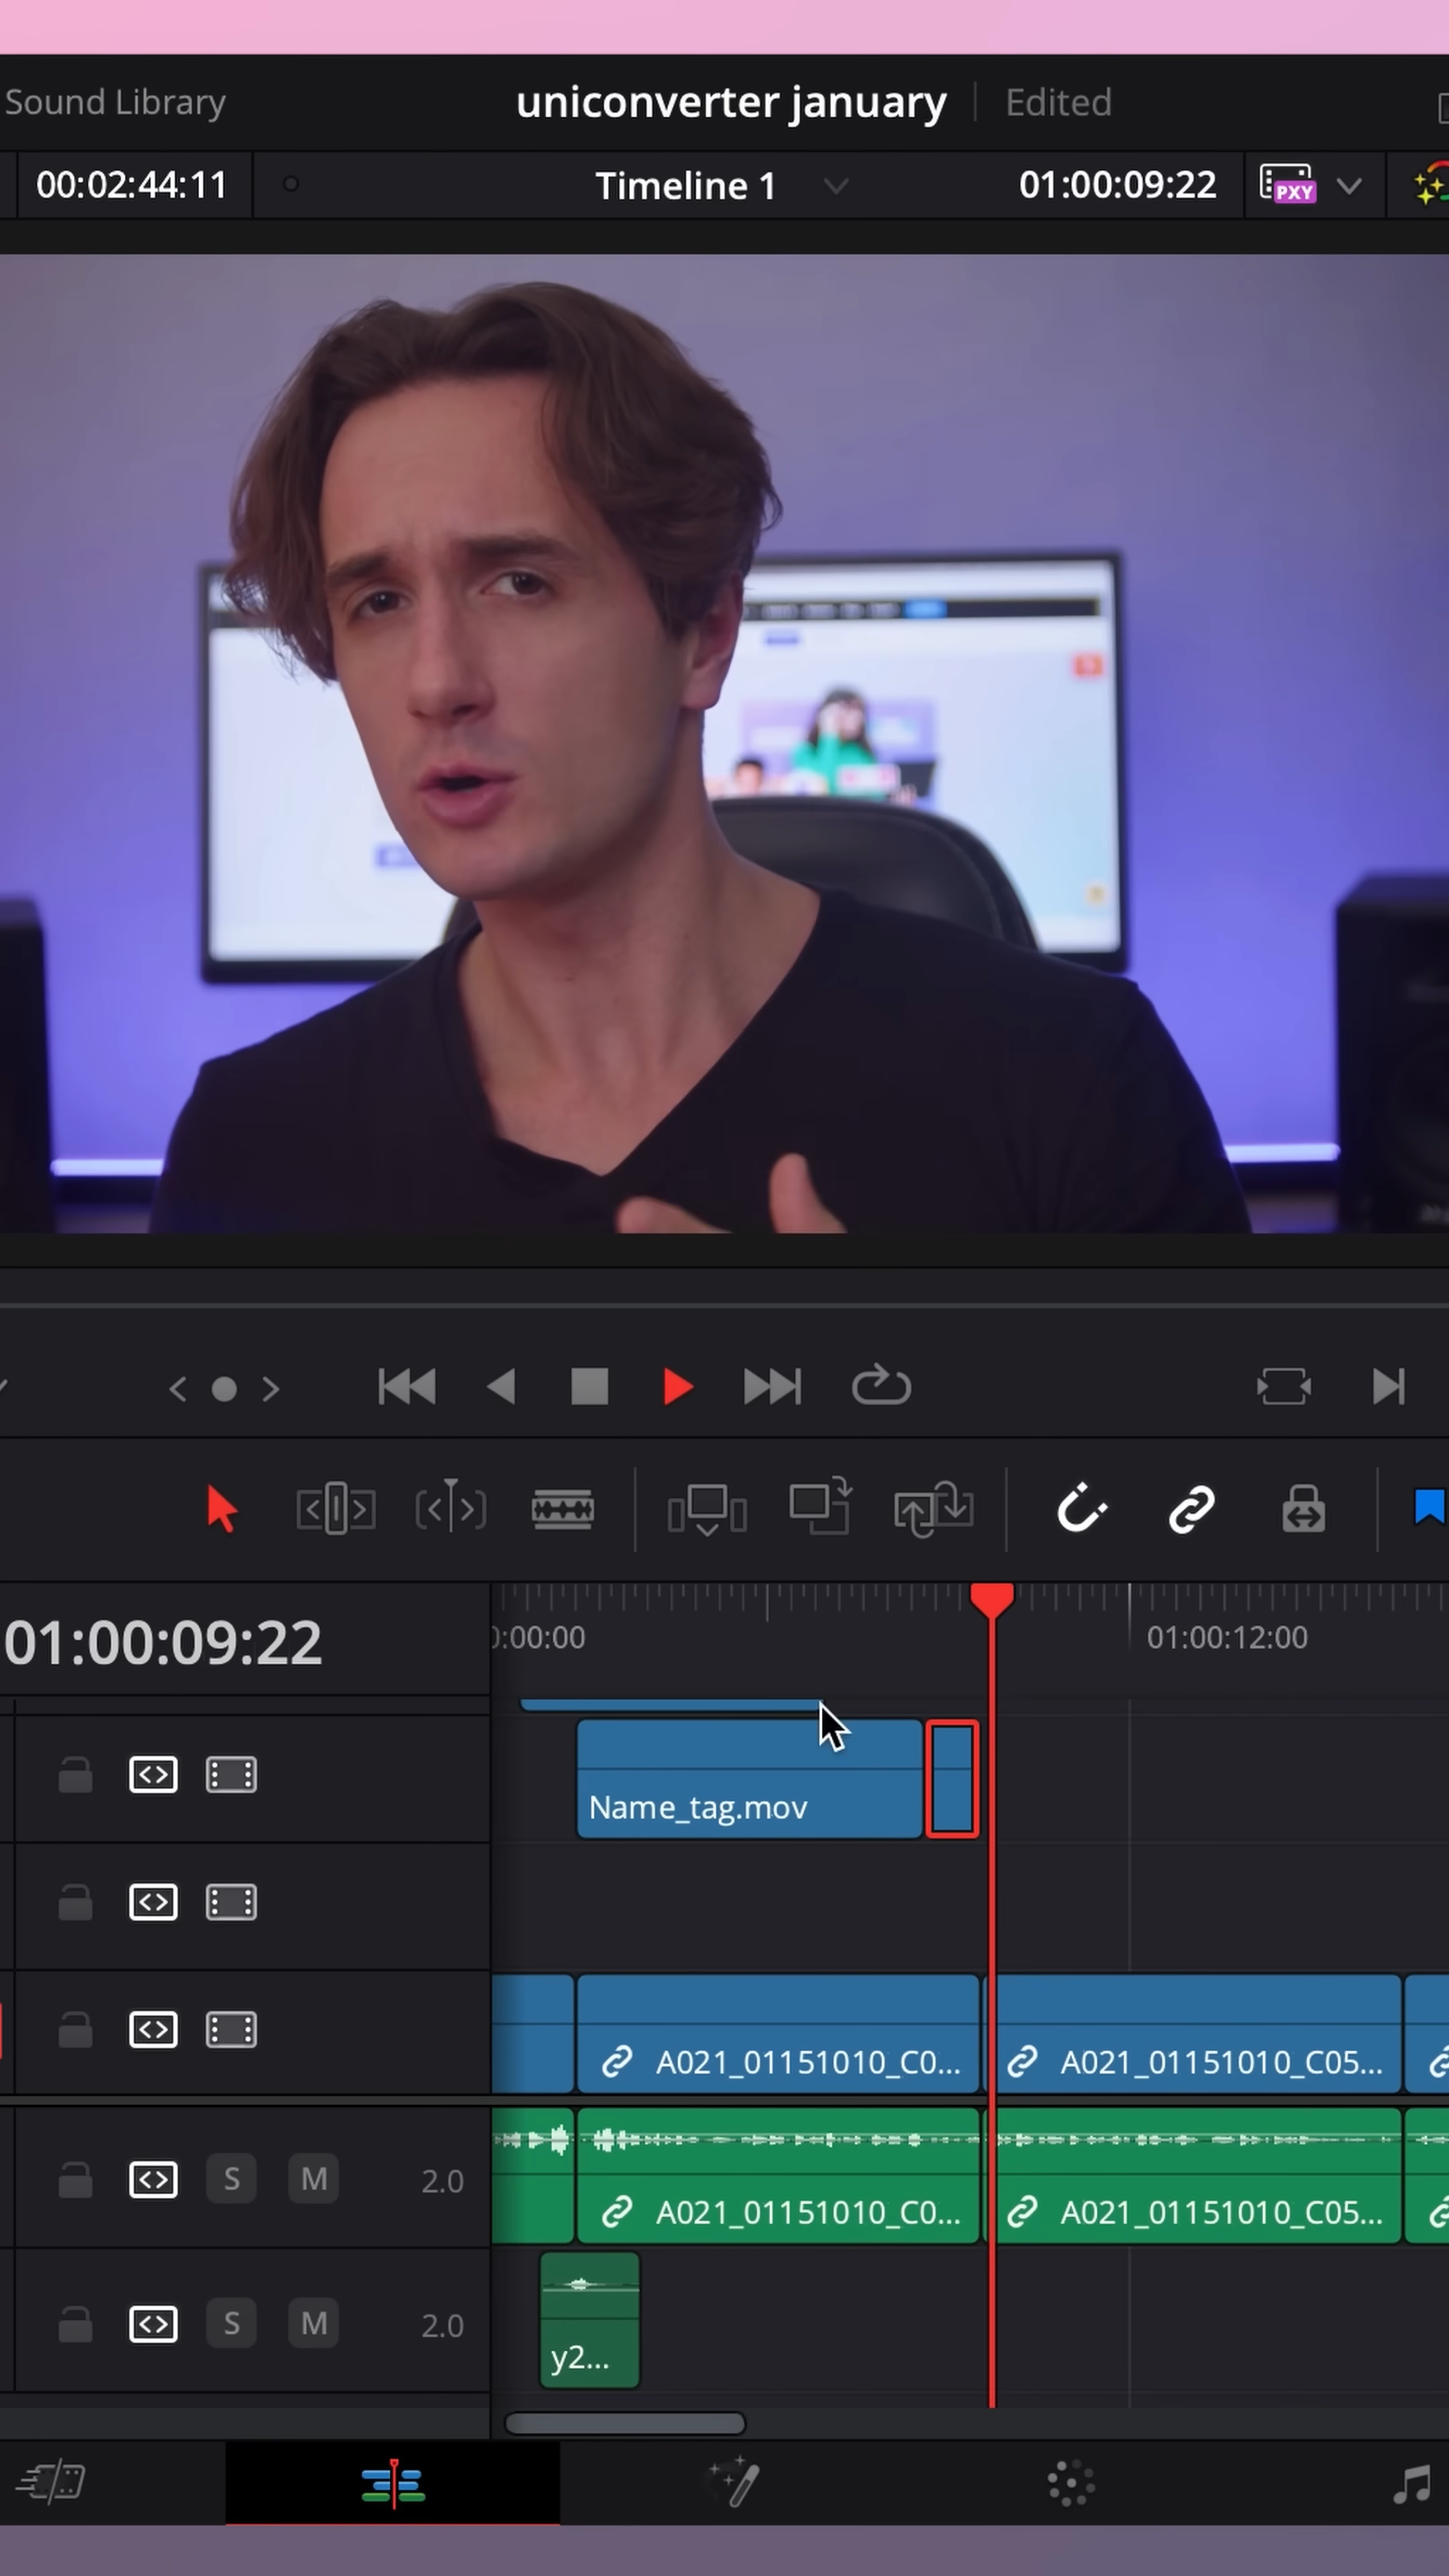 Sound Library
uniconverter january
Edited
00:02:44:11
Timeline 1
01:00:09:22
PXY
01:00:09:22
0:00:00
01:00:12:00
Name_tag.mov
A021_01151010_C0...
A021_01151010_C05...
S
M
2.0
A021_01151010_C0...
A021_01151010_C05...
S
M
2.0
y2...